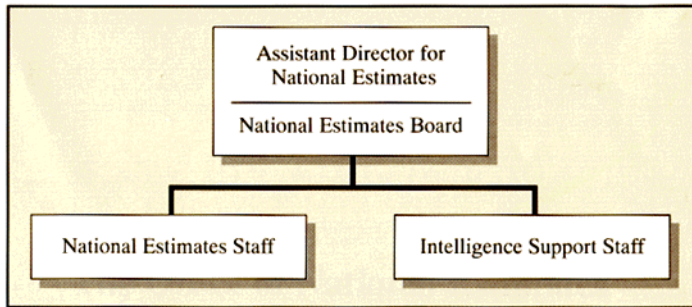 Assistant Director for
National Estimates
National Estimates Board
National Estimates Staff
Intelligence Support Staff